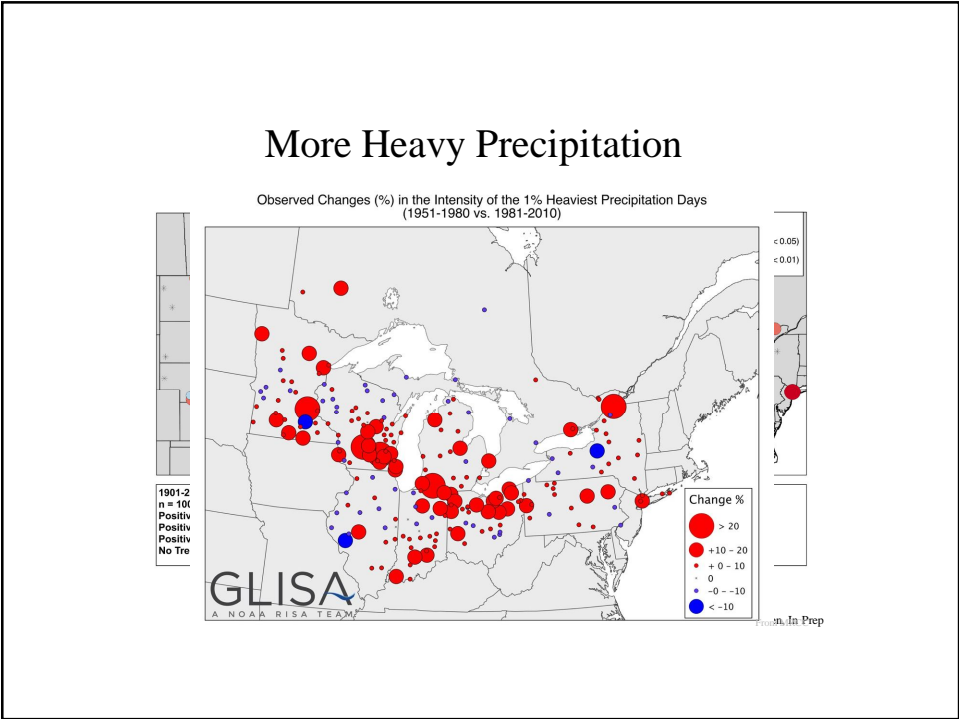 More Heavy Precipitation
Observed Changes (%) in the Intensity of the 1% Heaviest Precipitation Days
(1951-1980 vs. 1981-2010)
< 0.05)
< 0.01)
1901-2
n = 100
Positiv
Positiv
Positiv
No Tre
Change %
> 20
+10 – 20
+ 0 – 10
0
–0 – –10
< –10
GLISA
A NOAA RISA TEAM
From
In Prep